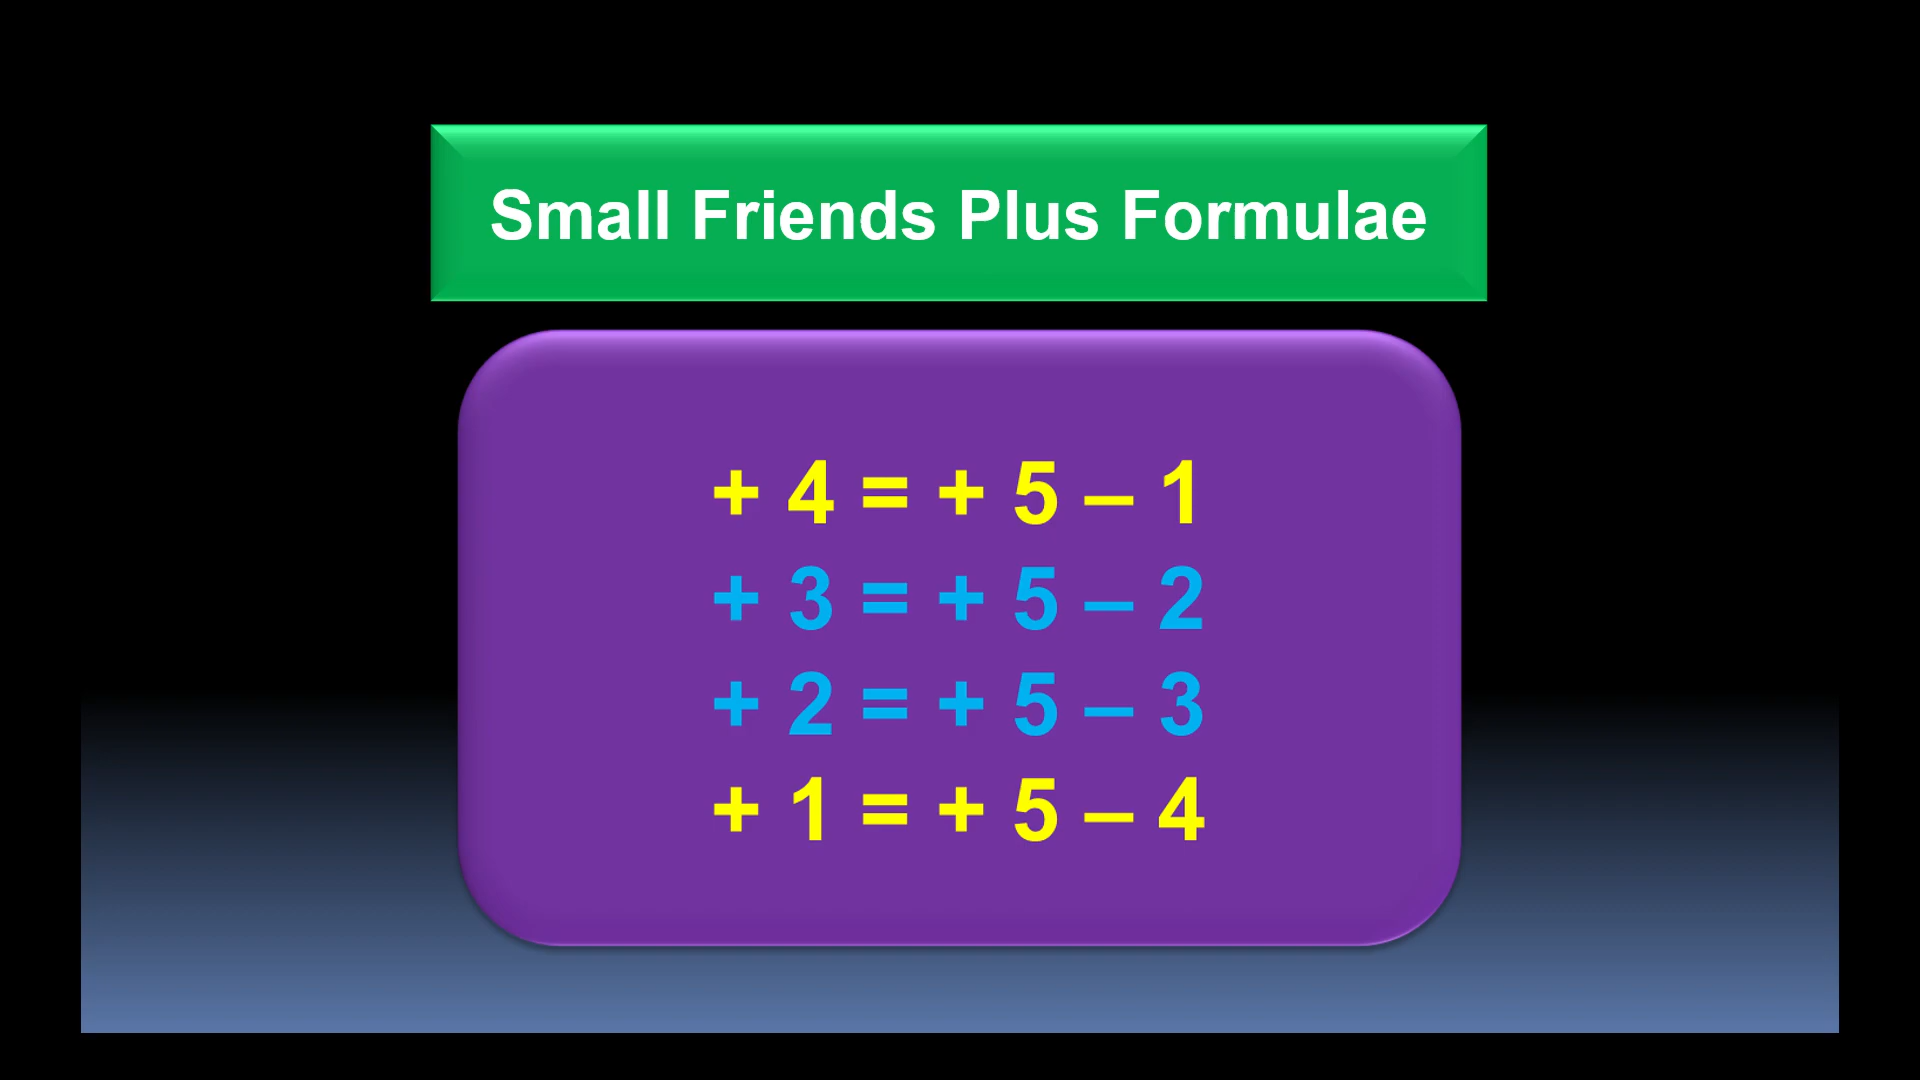 Small Friends Plus Formulae
+ 4 = + 5 – 1
+ 3 = + 5 – 2
+ 2 = + 5 – 3
+ 1 = + 5 – 4